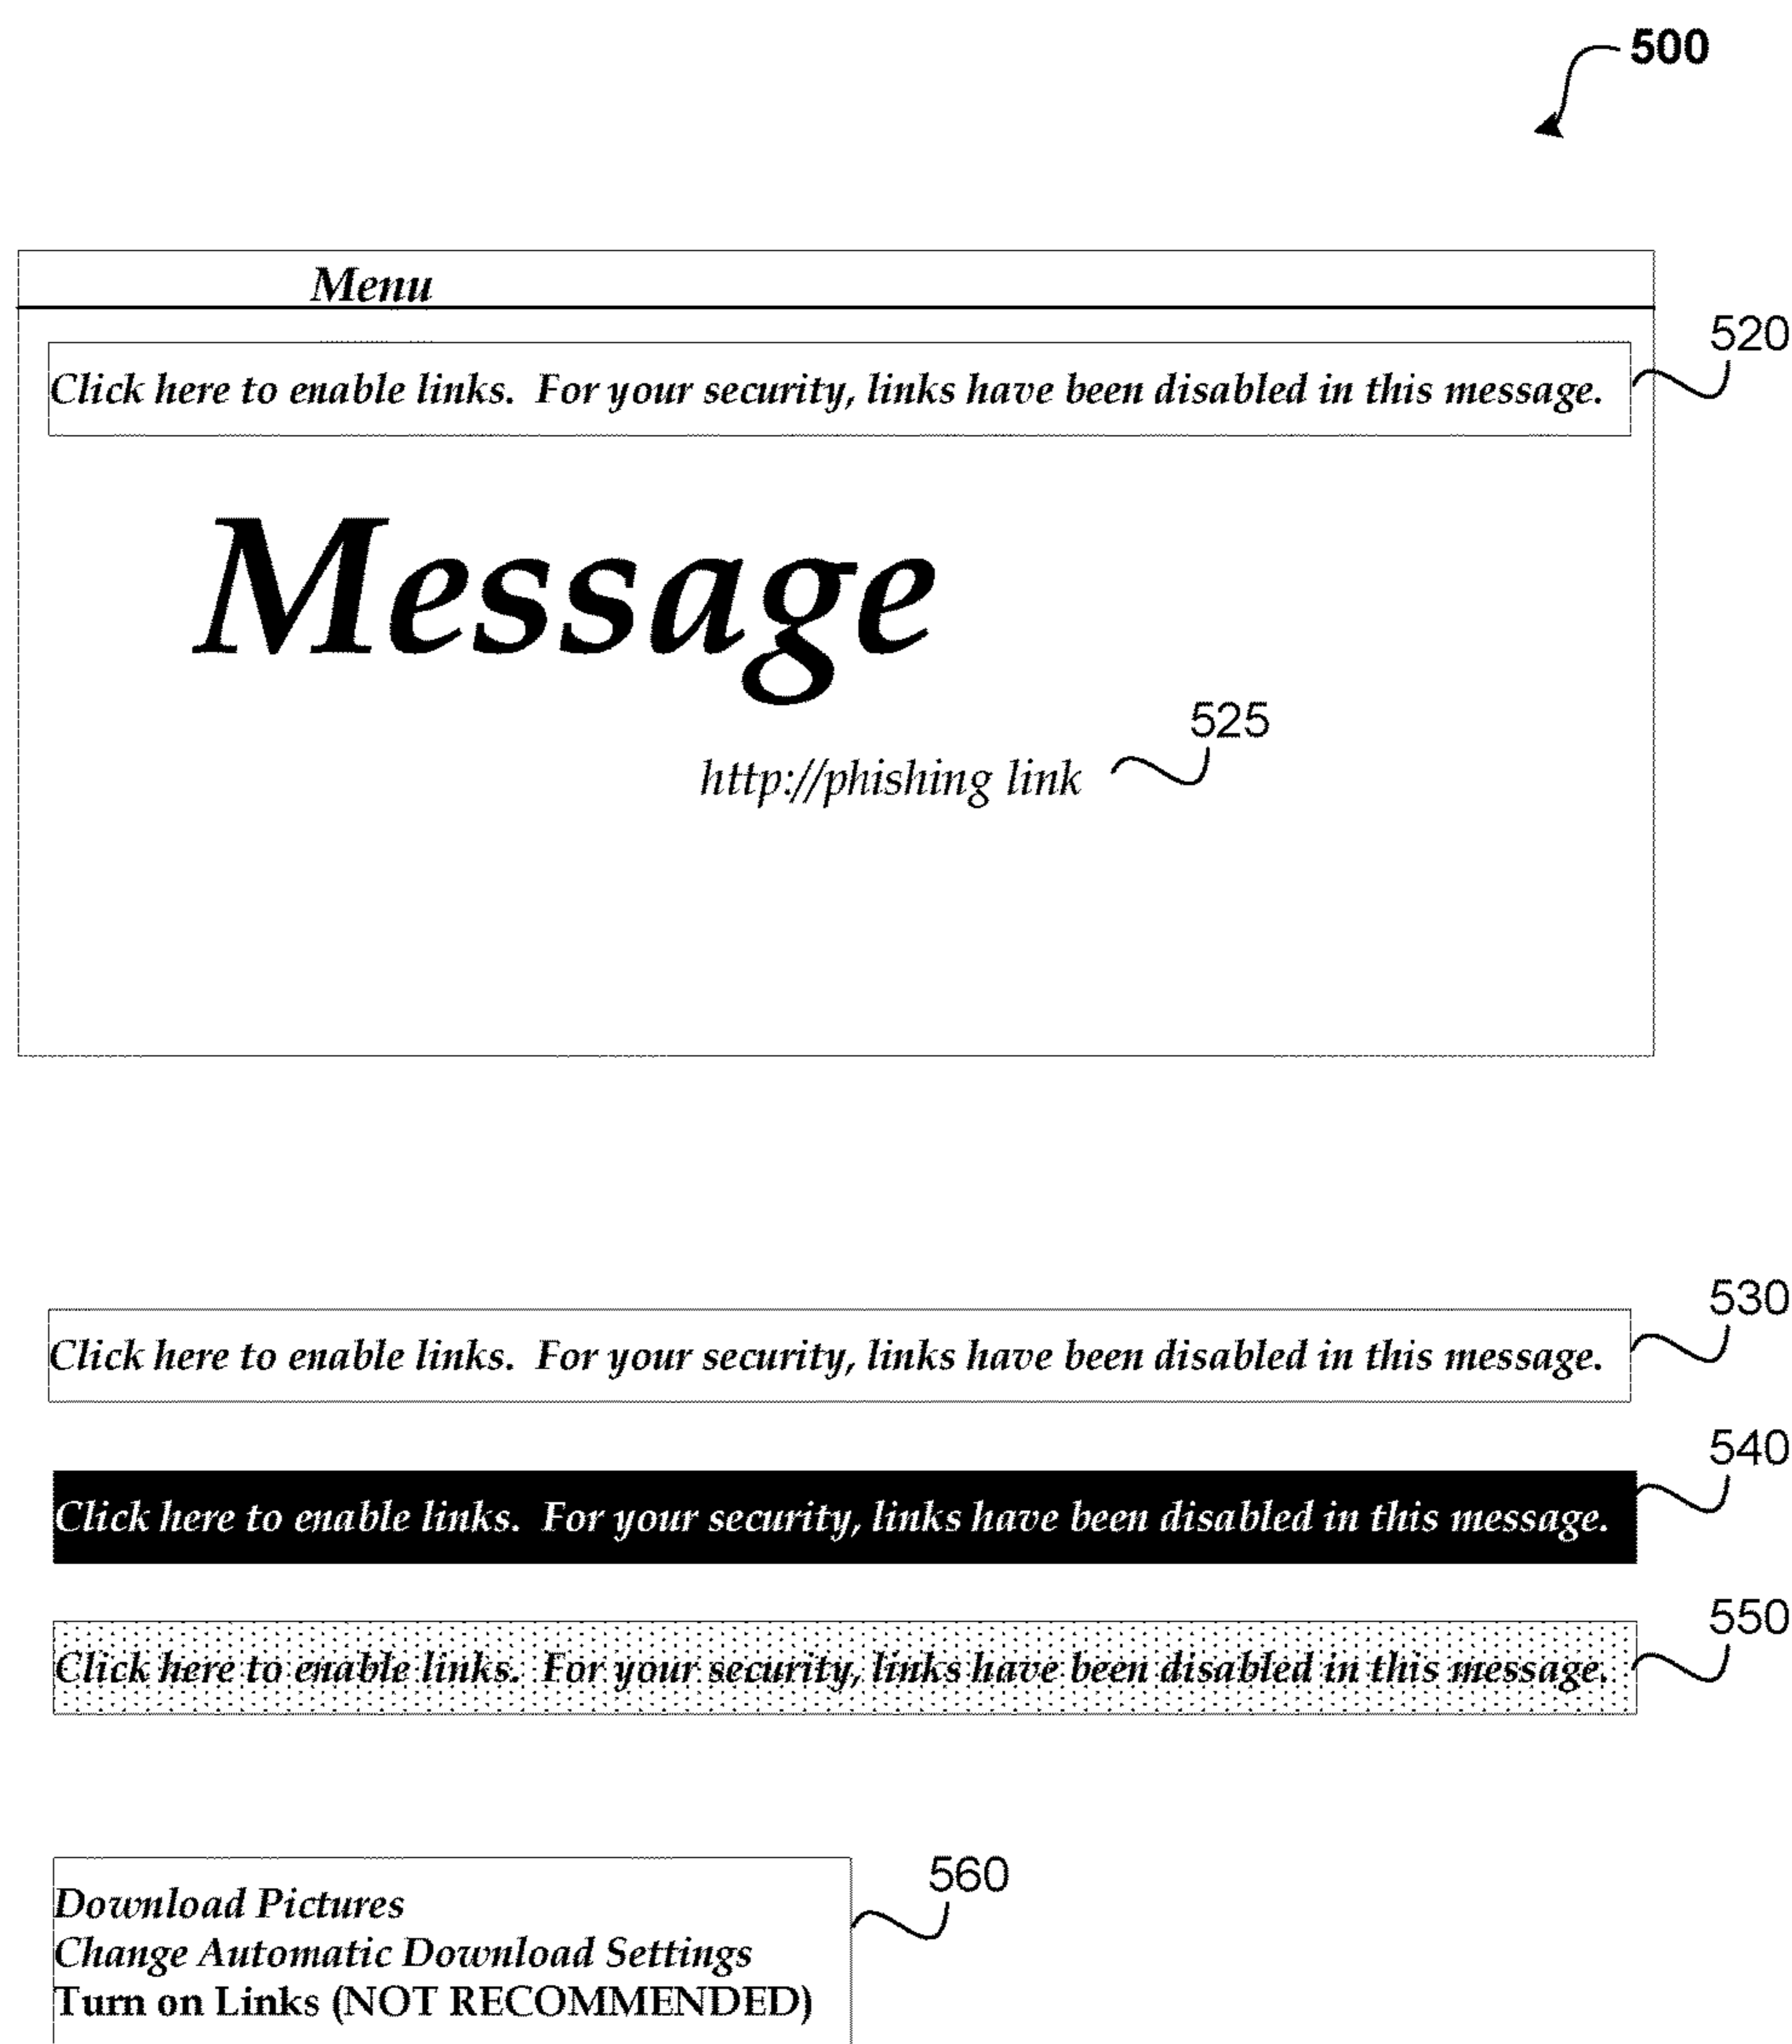 500
Menu
520
Click here to enable links.  For your security, links have been disabled in this message.
Message
525
http://phishing link
530
Click here to enable links.  For your security, links have been disabled in this message.
540
Click here to enable links.  For your security, links have been disabled in this message.
550
Click here to enable links.  For your security, links have been disabled in this message.
560
Download Pictures
Change Automatic Download Settings
Turn on Links (NOT RECOMMENDED)